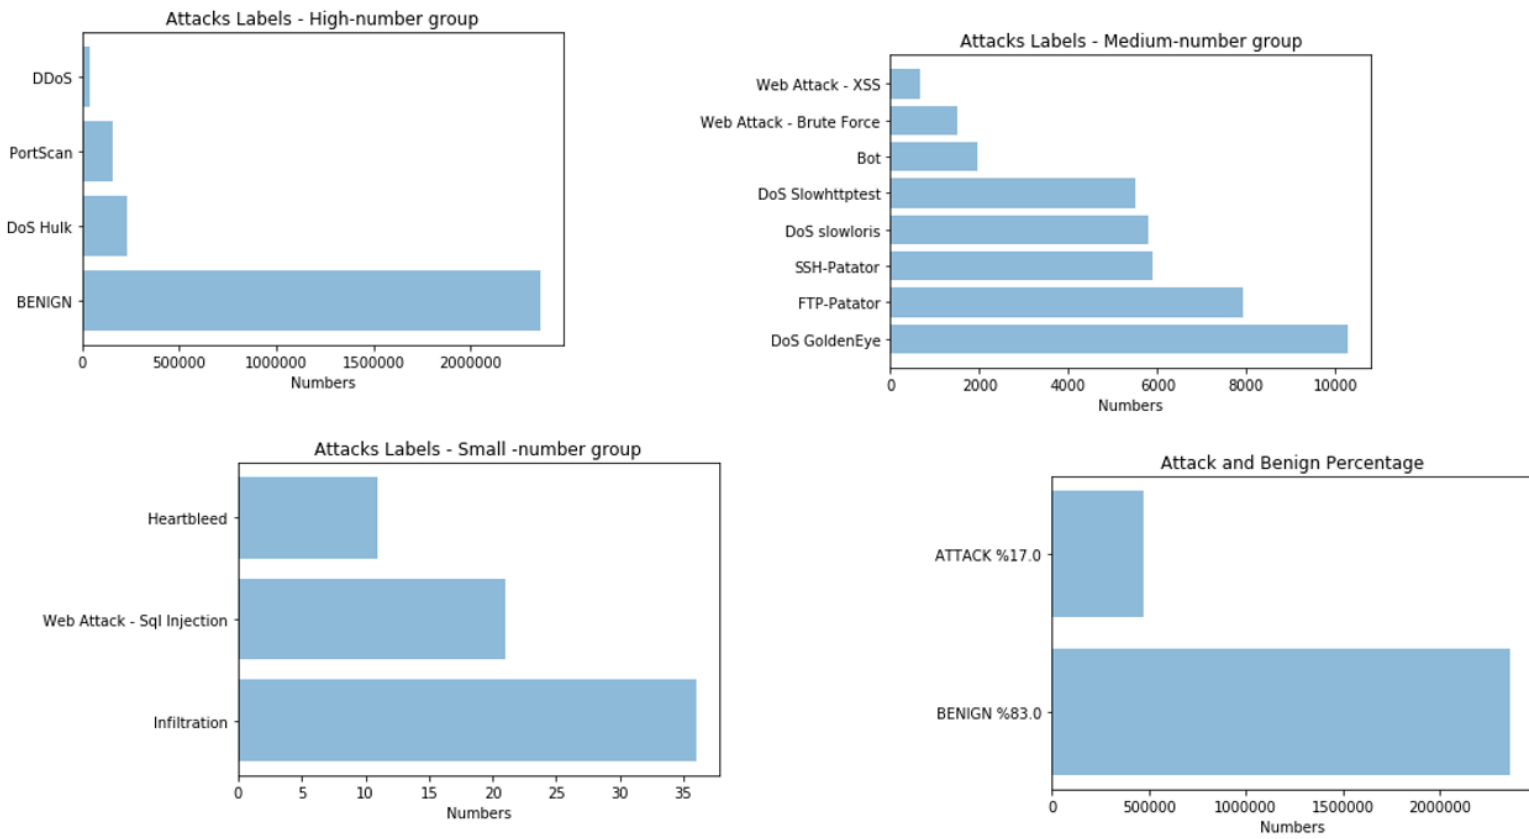 Attacks Labels - High-number group
DDoS
PortScan
DoS Hulk
BENIGN
0 500000 1000000 1500000 2000000
Numbers
Attacks Labels - Medium-number group
Web Attack - XSS
Web Attack - Brute Force
Bot
DoS Slowhttptest
DoS slowloris
SSH-Patator
FTP-Patator
DoS GoldenEye
0 2000 4000 6000 8000 10000
Numbers
Attacks Labels - Small -number group
Heartbleed
Web Attack - Sql Injection
Infiltration
0 5 10 15 20 25 30 35
Numbers
Attack and Benign Percentage
ATTACK %17.0
BENIGN %83.0
0 500000 1000000 1500000 2000000
Numbers